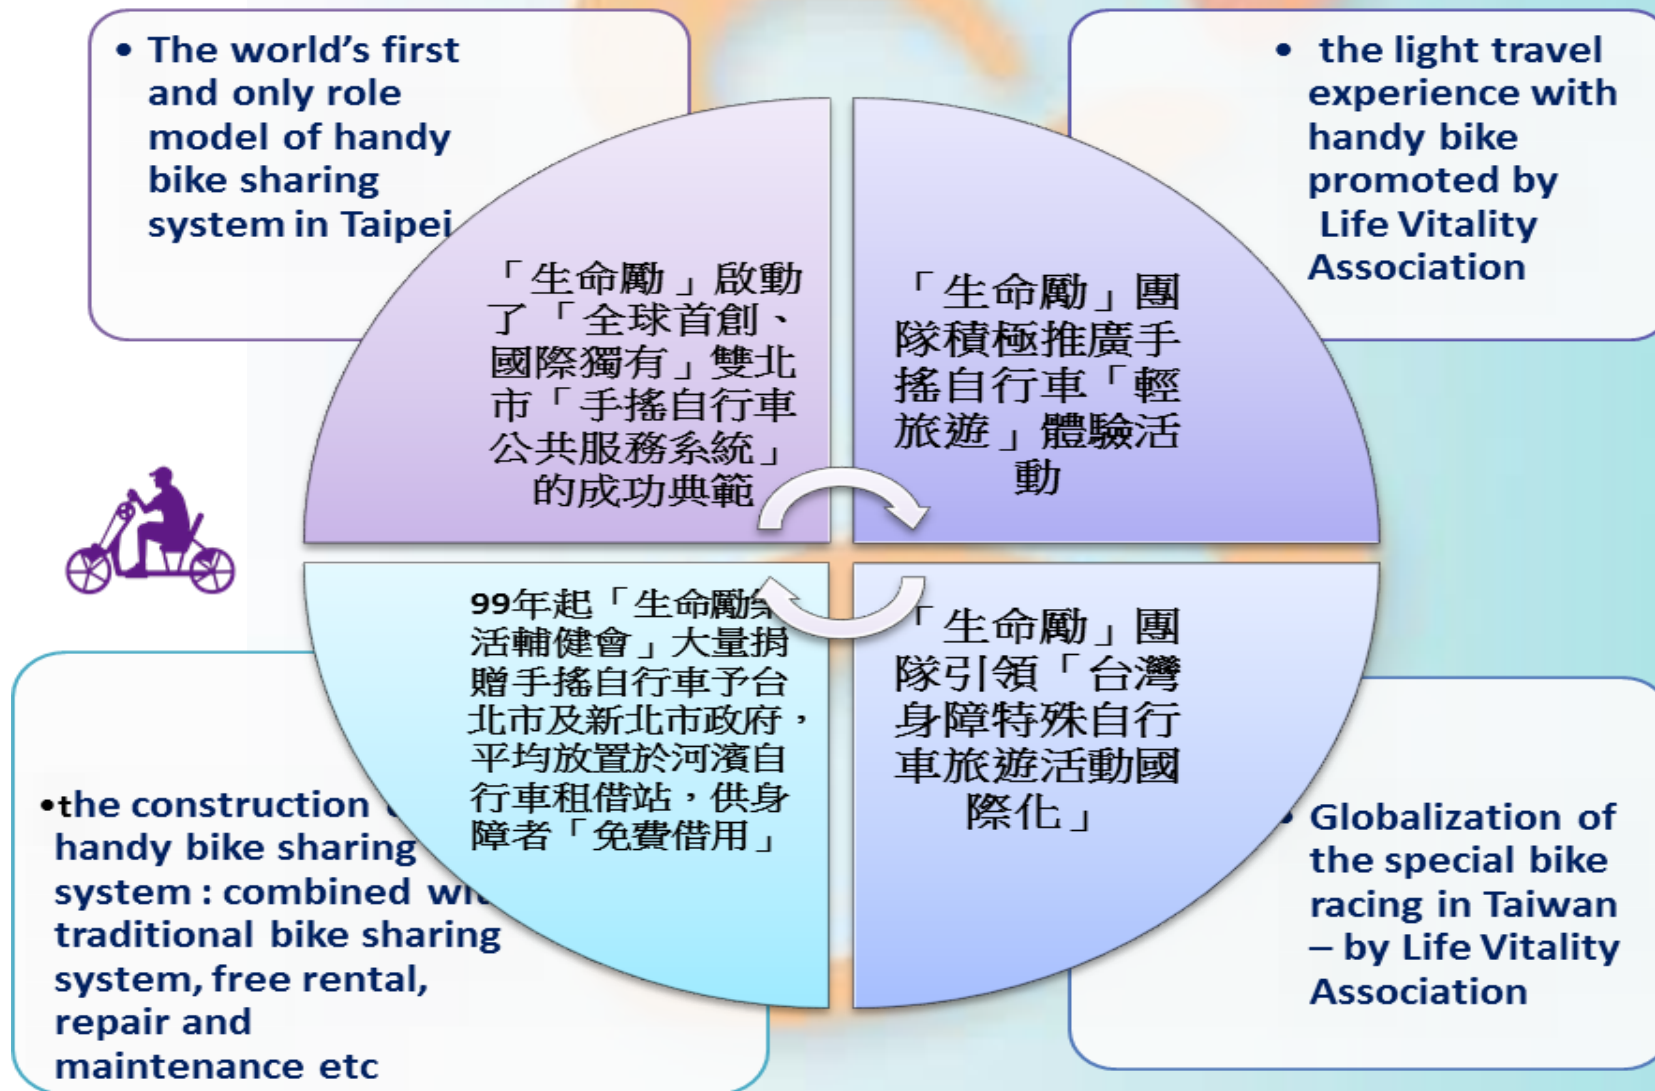 • The world’s first
and only role
model of handy
bike sharing
system in Taipei
「生命勵」啟動
了「全球首創、
國際獨有」雙北
市「手搖自行車
公共服務系統」
的成功典範
• the light travel
experience with
handy bike
promoted by
Life Vitality
Association
「生命勵」團
隊積極推廣手
搖自行車「輕
旅遊」體驗活
動
99年起「生命勵
活輔健會」大量捐
贈手搖自行車予台
北市及新北市政府，
平均放置於河濱自
行車租借站，供身
障者「免費借用」
•the construction
handy bike sharing
system : combined
traditional bike sharing
system, free rental,
repair and
maintenance etc
「生命勵」團
隊引領「台灣
身障特殊自行
車旅遊活動國
際化」
• Globalization of
the special bike
racing in Taiwan
– by Life Vitality
Association